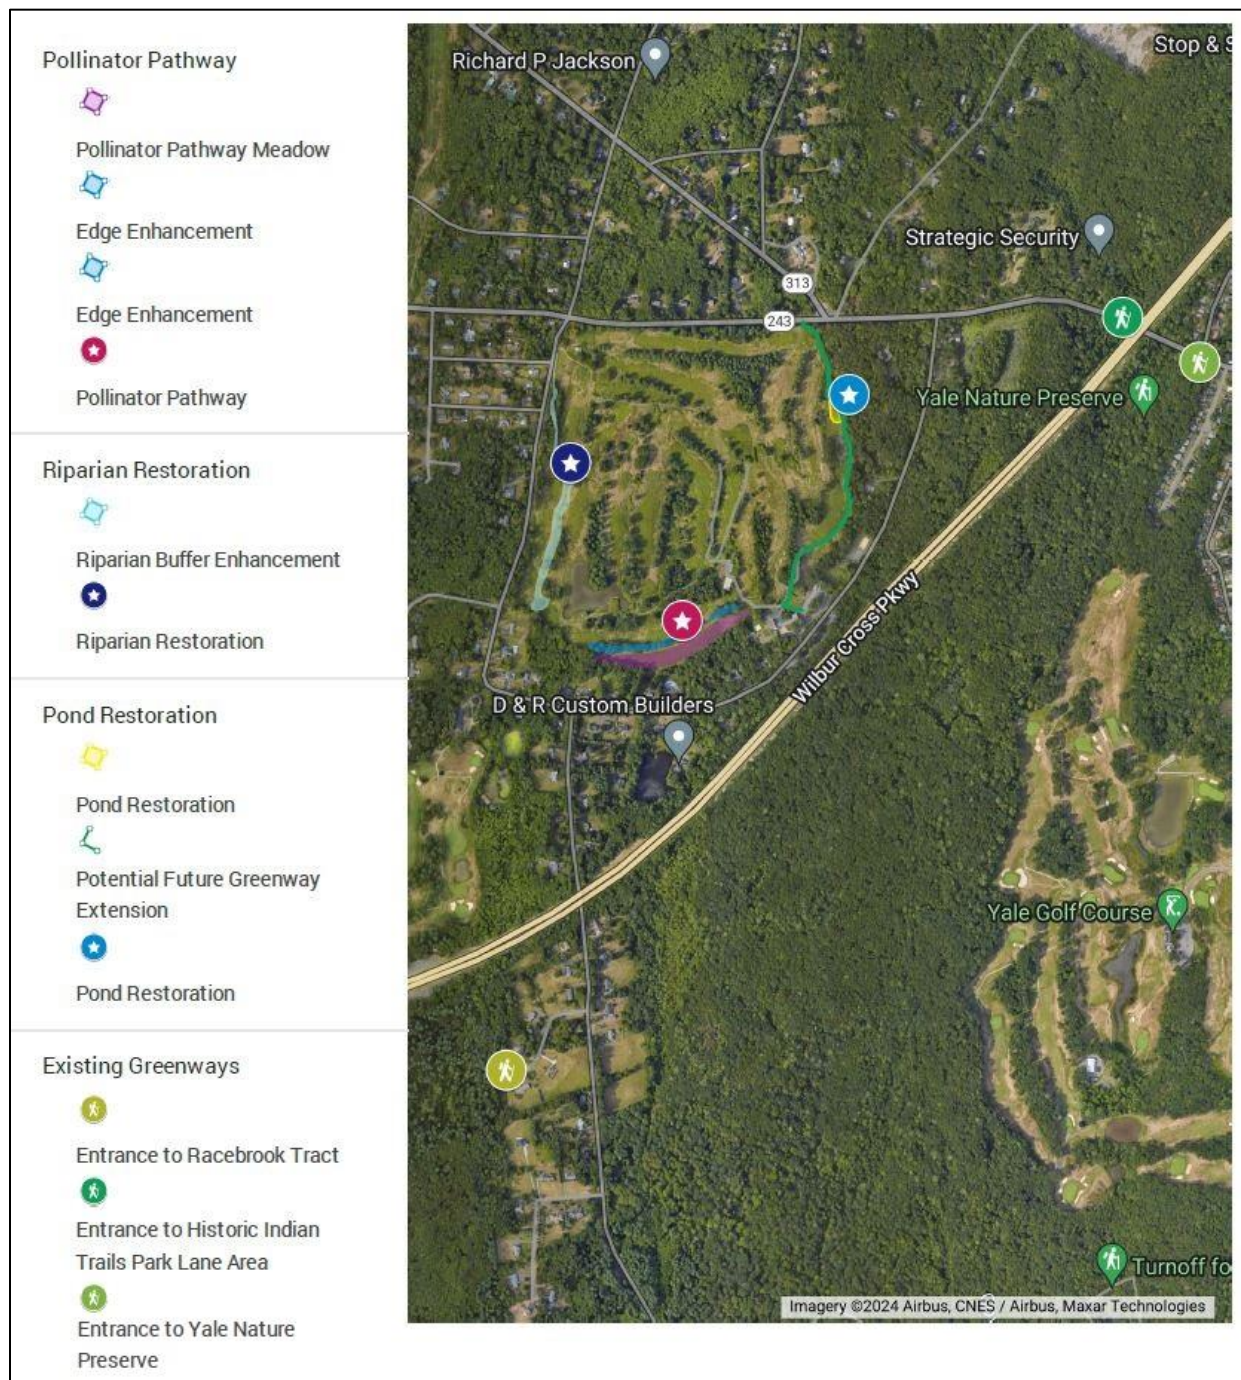 Pollinator Pathway
Pollinator Pathway Meadow
Edge Enhancement
Edge Enhancement
Pollinator Pathway
Riparian Restoration
Riparian Buffer Enhancement
Riparian Restoration
Pond Restoration
Pond Restoration
Potential Future Greenway
Extension
Pond Restoration
Existing Greenways
Entrance to Racebrook Tract
Entrance to Historic Indian
Trails Park Lane Area
Entrance to Yale Nature
Preserve
Richard P Jackson
Stop & S
Strategic Security
313
243
Yale Nature Preserve
Wilbur Cross Pkwy
D & R Custom Builders
Yale Golf Course
Turnoff fo
Imagery ©2024 Airbus, CNES / Airbus, Maxar Technologies